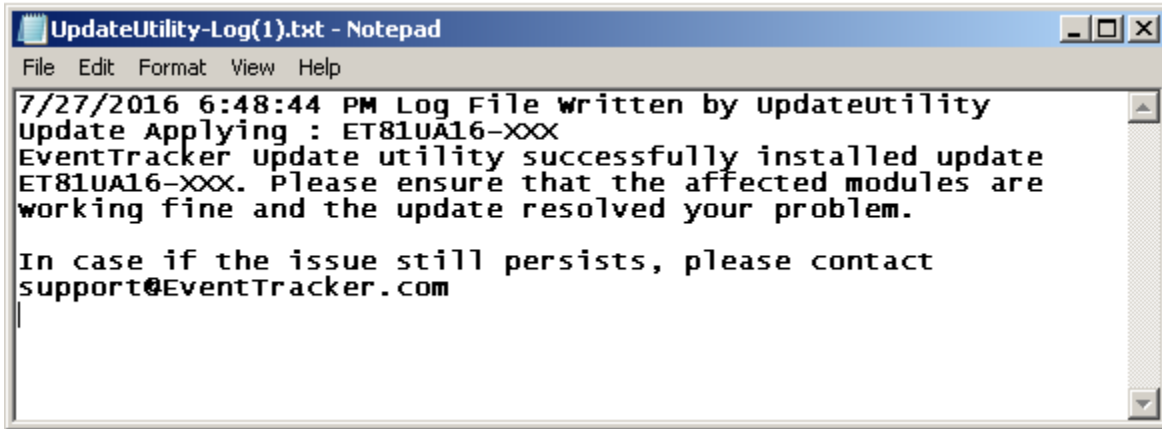 UpdateUtility-Log(1).txt - Notepad
File Edit Format View Help
7/27/2016 6:48:44 PM Log File Written by UpdateUtility
Update Applying : ET81UA16-XXX
EventTracker Update utility successfully installed update
ET81UA16-XXX. Please ensure that the affected modules are
working fine and the update resolved your problem.
In case if the issue still persists, please contact
support@EventTracker.com